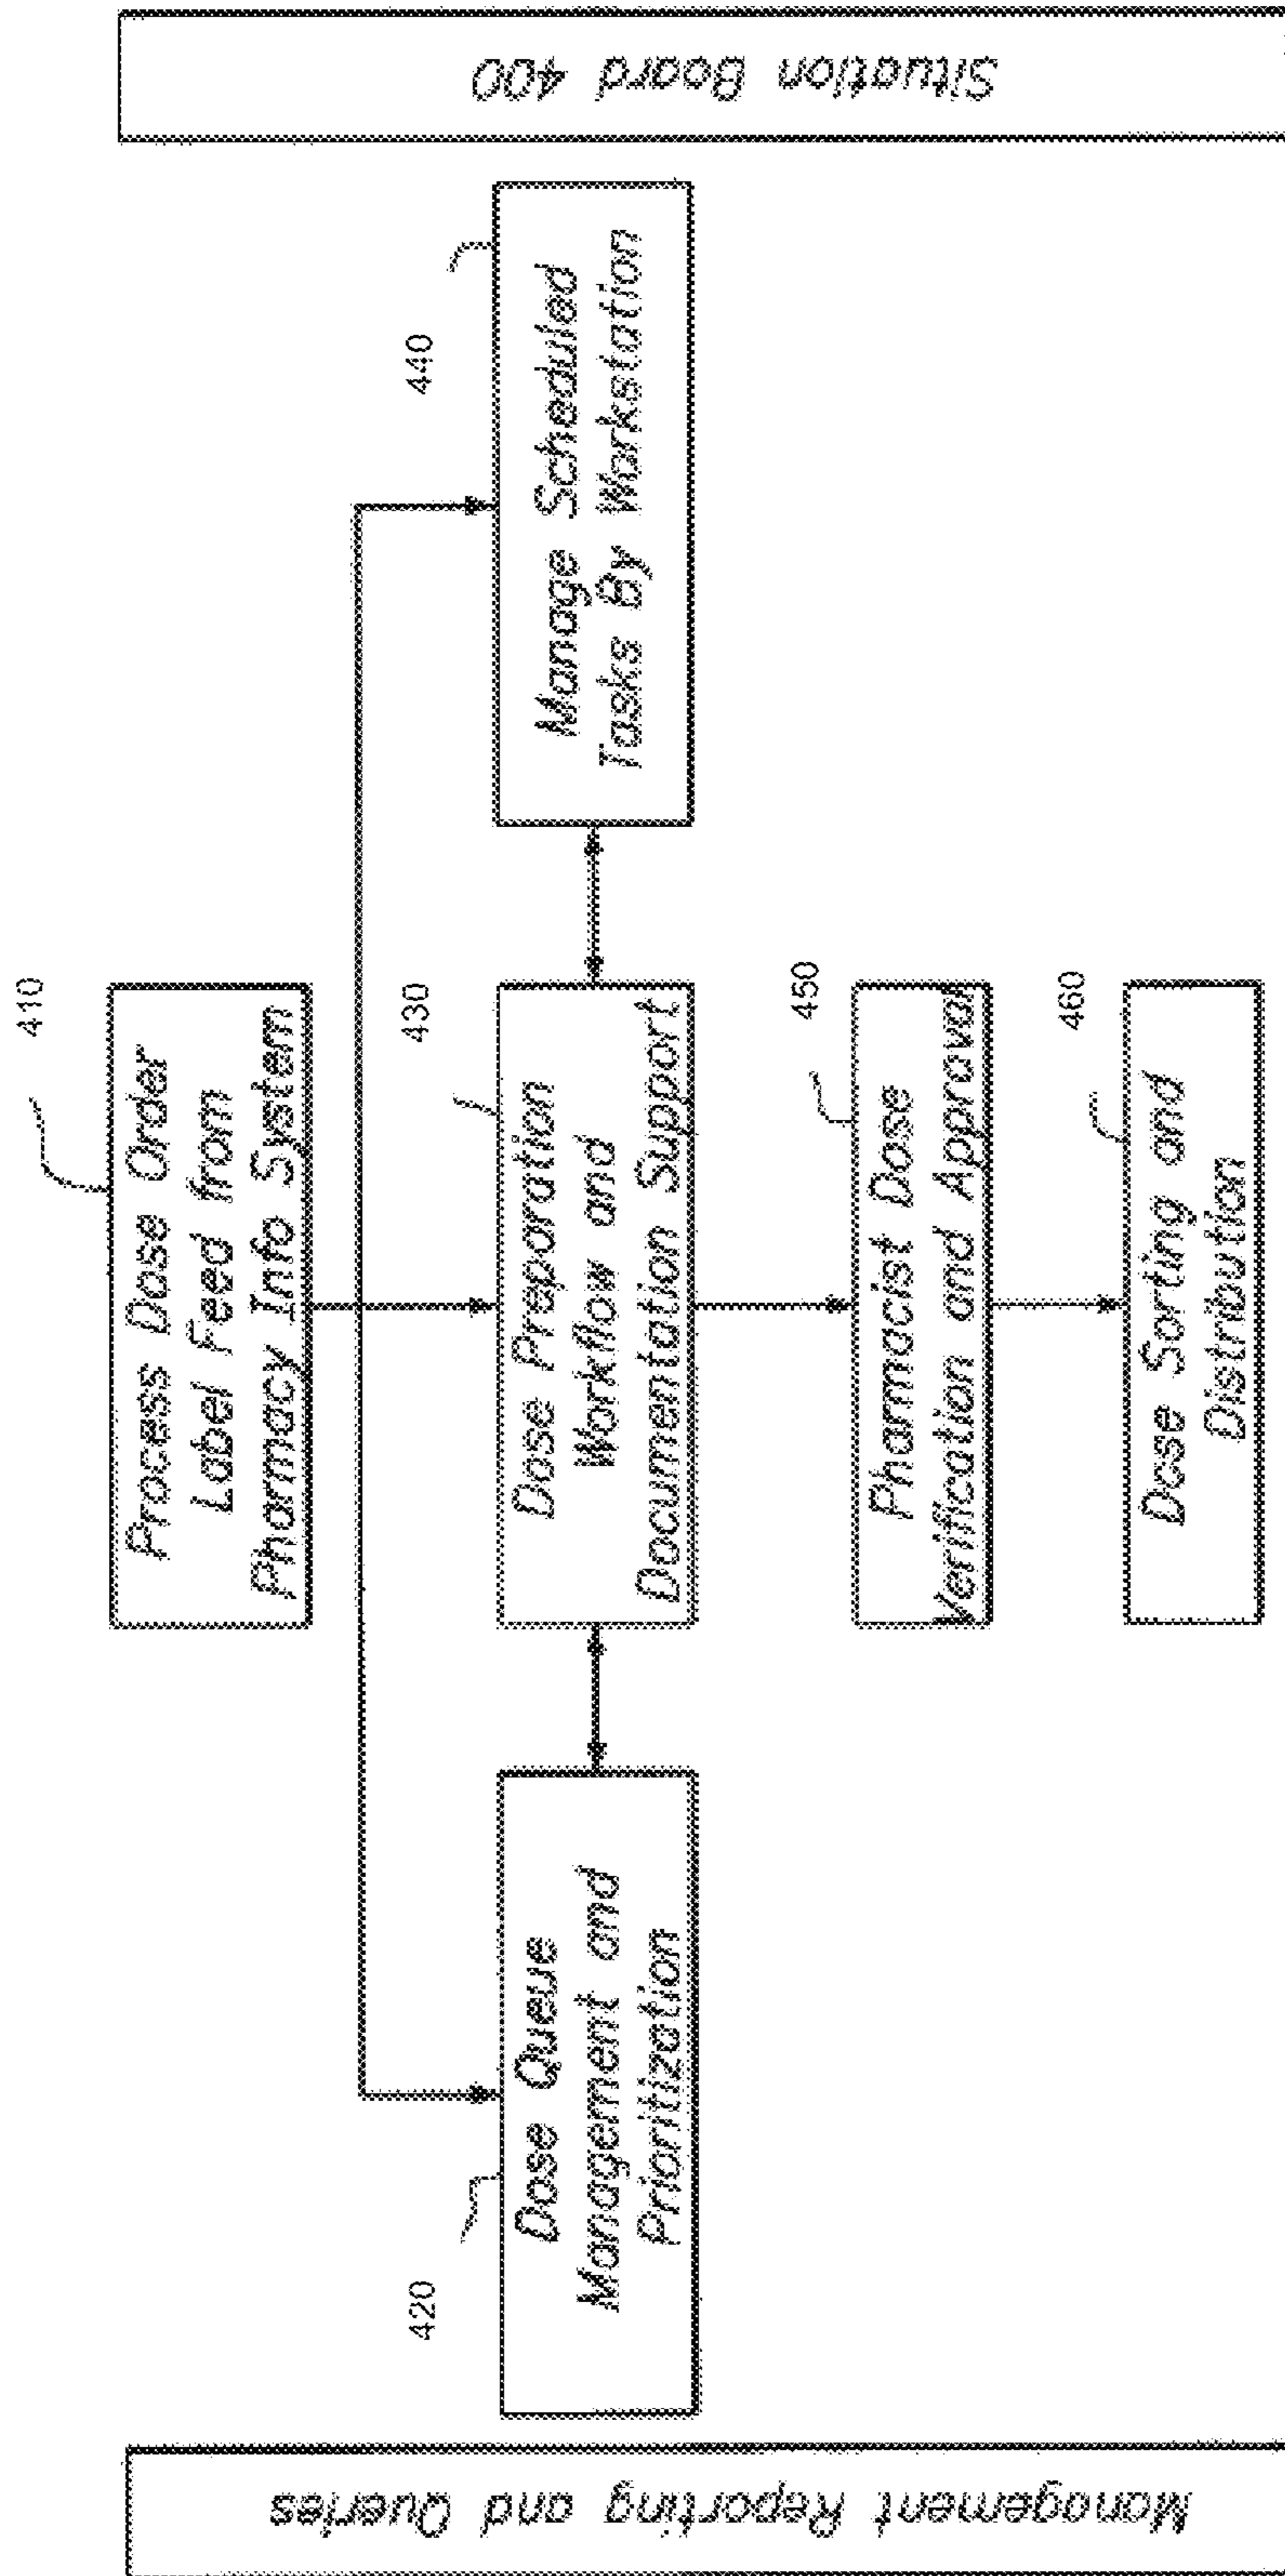 410
Process Dose Order
Label Feed from
Pharmacy Info System
420
Dose Queue
Management and
Prioritization
430
Dose Preparation
Workflow and
Documentation Support
440
Manage Scheduled
Tasks By Workstation
450
Pharmacist Dose
Verification and Approval
460
Dose Sorting and
Distribution
Management Reporting and Queries
Situation Board 400